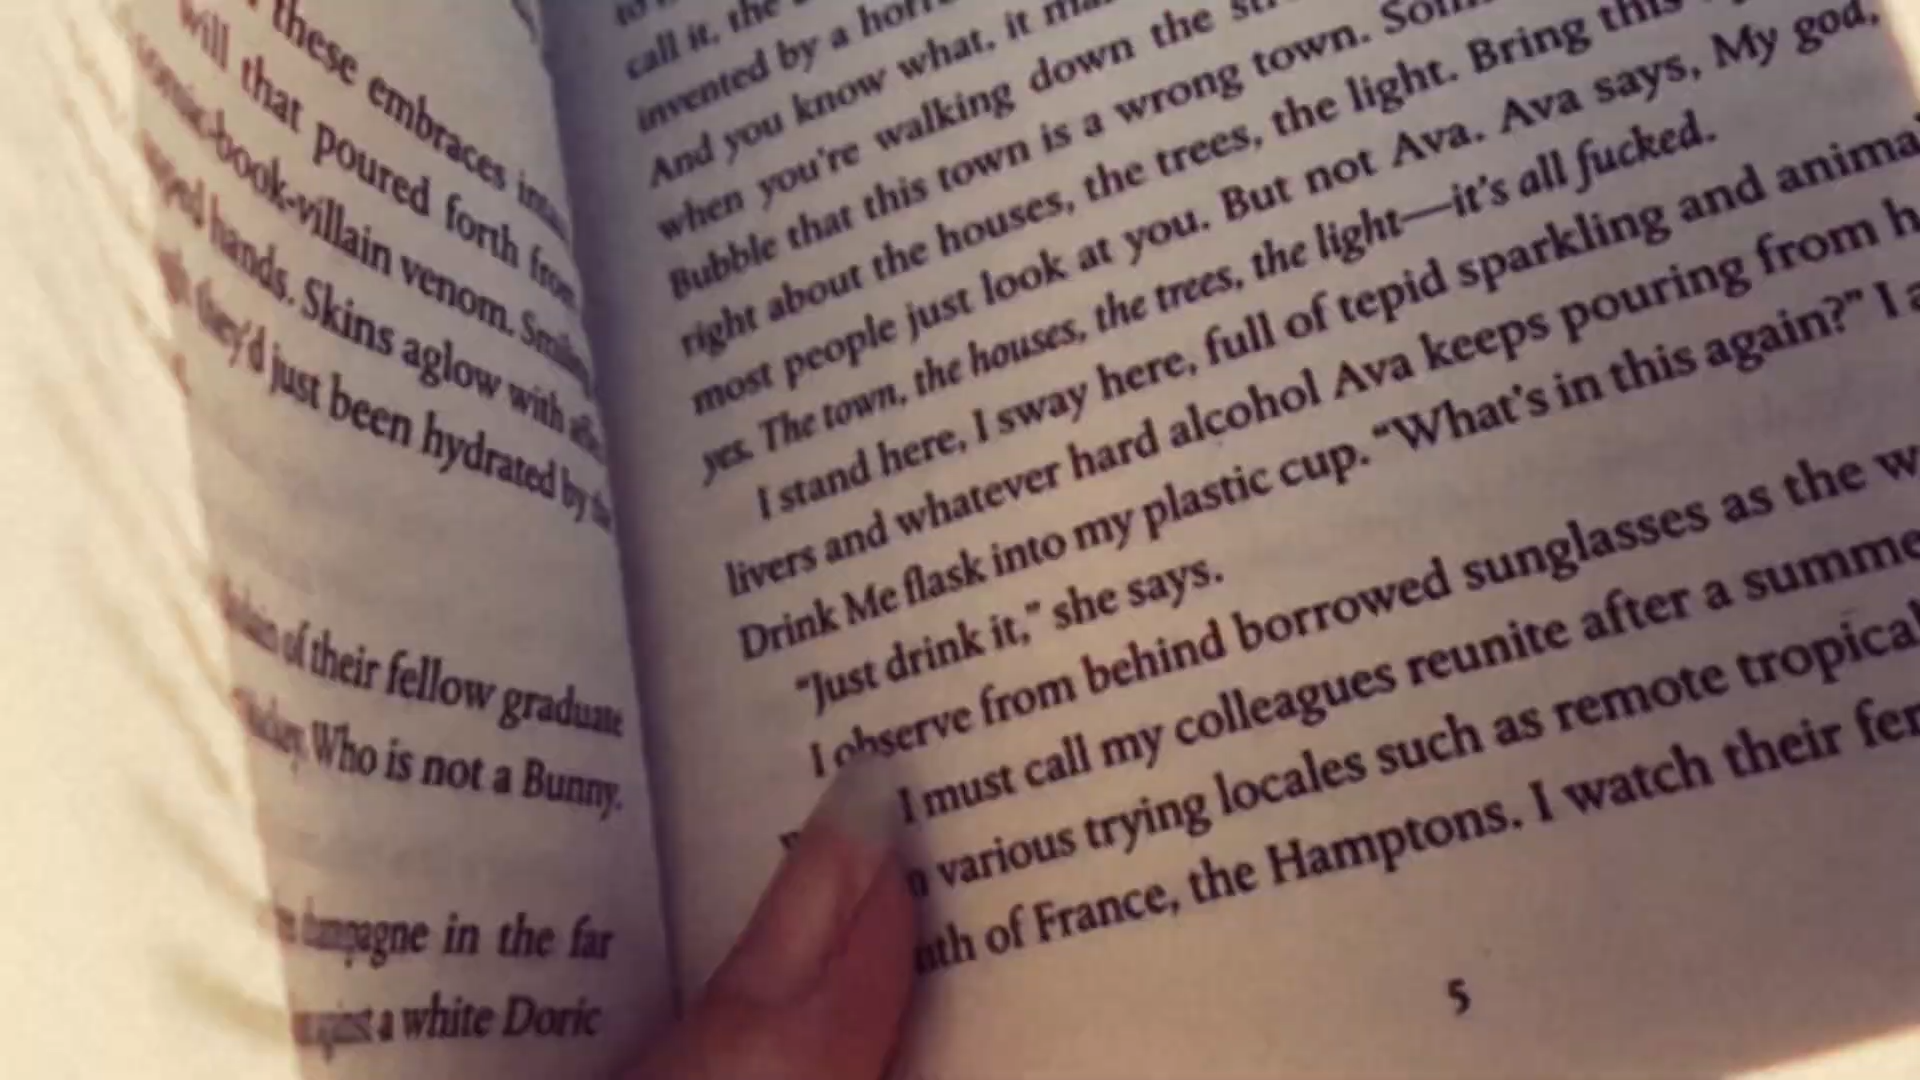 these embraces
will that poured forth from
comic-book-villain venom.
hands. Skins aglow with
they'd just been hydrated by
of their fellow graduate
Who is not a Bunny.
in the far
a white Doric
call it, the
invented by a
And you know what, it
when you're walking down the
Bubble that this town is a wrong town.
right about the houses, the trees, the light. Bring this
most people just look at you. But not Ava. Ava says, My god,
yes. The town, the houses, the trees, the light—it's all fucked.
I stand here, I sway here, full of tepid sparkling and
livers and whatever hard alcohol Ava keeps pouring from
Drink Me flask into my plastic cup. “What's in this again?” I
“Just drink it,” she says.
I observe from behind borrowed sunglasses as the
I must call my colleagues reunite after a
various trying locales such as remote tropical
of France, the Hamptons. I watch their
5